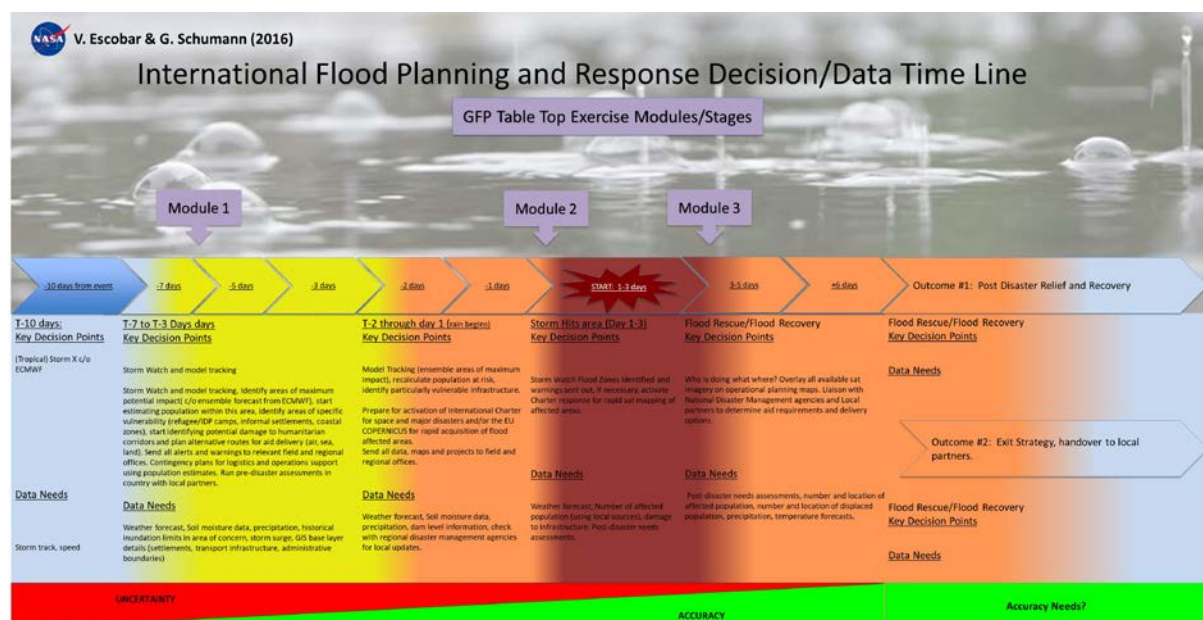 NASA
V. Escobar & G. Schumann (2016)
International Flood Planning and Response Decision/Data Time Line
GFP Table Top Exercise Modules/Stages
Module 1
Module 2
Module 3
-10 days from event
-7 days
-5 days
-3 days
-2 days
-1 days
START: 1-3 days
3-5 days
+6 days
Outcome #1: Post Disaster Relief and Recovery
T-10 days:
Key Decision Points
(Tropical) Storm X c/o
ECMWF
Data Needs
Storm track, speed
T-7 to T-3 Days days
Key Decision Points
Storm Watch and model tracking
Storm Watch and model tracking, Identify areas of maximum
potential impact( c/o ensemble forecast from ECMWF), start
estimating population within this area, identify areas of specific
vulnerability (refugee/IDP camps, informal settlements, coastal
zones), start identifying potential damage to humanitarian
corridors and plan alternative routes for aid delivery (air, sea,
land). Send all alerts and warnings to relevant field and regional
offices. Contingency plans for logistics and operations support
using population estimates. Run pre-disaster assessments in
country with local partners.
Data Needs
Weather forecast, Soil moisture data, precipitation, historical
inundation limits in area of concern, storm surge, GIS base layer
details (settlements, transport infrastructure, administrative
boundaries)
T-2 through day 1 (rain begins)
Key Decision Points
Model Tracking (ensemble areas of maximum
impact), recalculate population at risk,
identify particularly vulnerable infrastructure.
Prepare for activation of International Charter
for space and major disasters and/or the EU
COPERNICUS for rapid acquisition of flood
affected areas.
Send all data, maps and projects to field and
regional offices.
Data Needs
Weather forecast, Soil moisture data,
precipitation, dam level information, check
with regional disaster management agencies
for local updates.
Storm Hits area (Day 1-3)
Key Decision Points
Storm Watch Flood Zones identified and
warnings sent out, if necessary, activate
Charter response for rapid sat mapping of
affected areas.
Data Needs
Weather forecast, Number of affected
population (using local sources), damage
to infrastructure. Post-disaster needs
assessments.
Flood Rescue/Flood Recovery
Key Decision Points
Who is doing what where? Overlay all available sat
imagery on operational planning maps. Liaison with
National Disaster Management agencies and Local
partners to determine aid requirements and delivery
options.
Data Needs
Post-disaster needs assessments, number and location of
affected population, number and location of displaced
population, precipitation, temperature forecasts.
Flood Rescue/Flood Recovery
Key Decision Points
Data Needs
Outcome #2: Exit Strategy, handover to local
partners.
Flood Rescue/Flood Recovery
Key Decision Points
Data Needs
UNCERTAINTY
ACCURACY
Accuracy Needs?